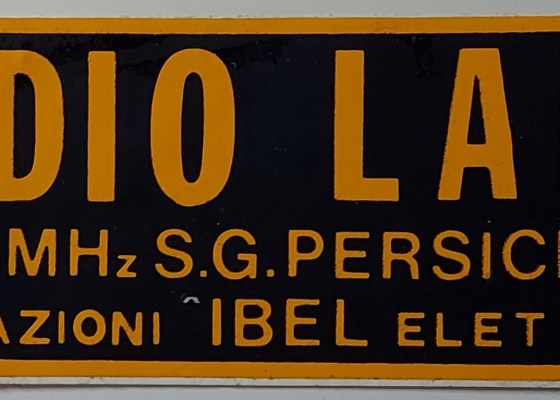 DIO LA
MHz S.G.PERSIC
AZIONI IBEL ELET